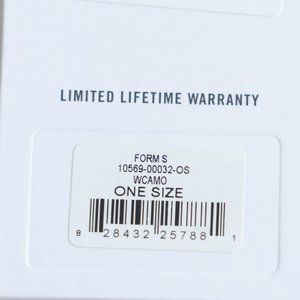 LIMITED LIFETIME WARRANTY
FORM S
10569-00032-OS
WCAMO
ONE SIZE
8 28432 25788 1